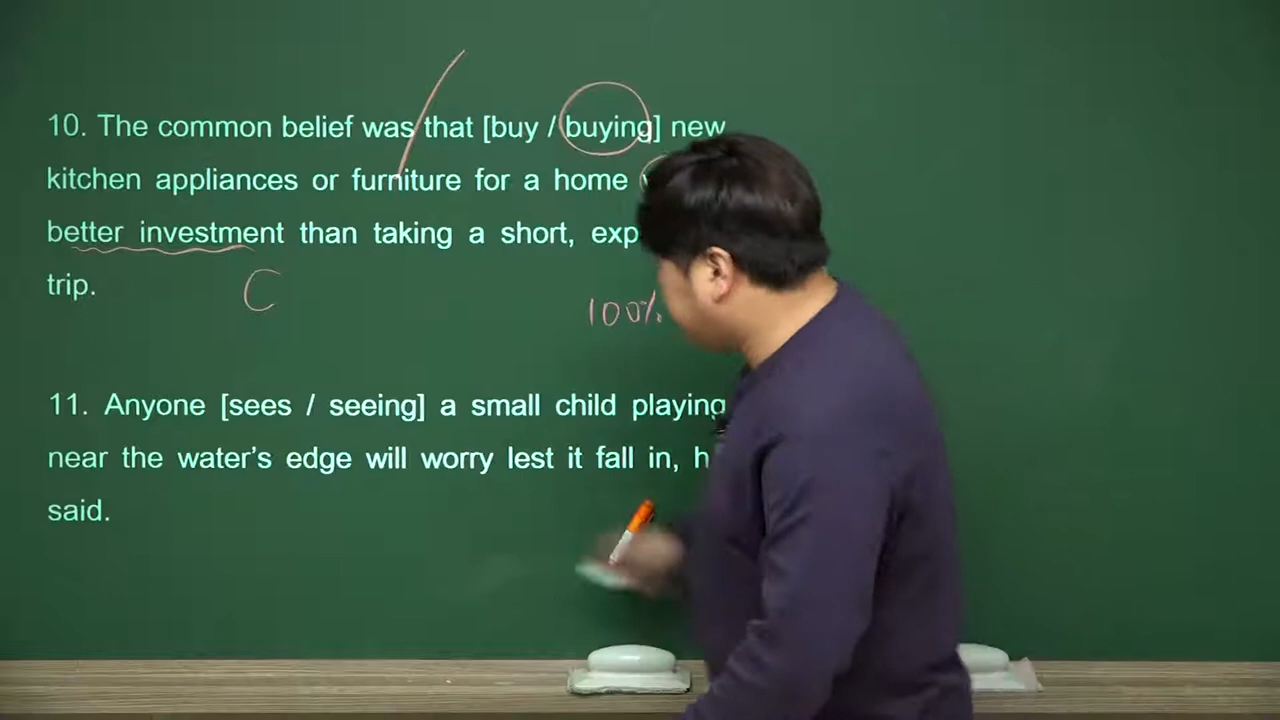 10. The common belief was that [buy / buying] new
kitchen appliances or furniture for a home
better investment than taking a short,
trip.
C
100%
11. Anyone [sees / seeing] a small child playing
near the water's edge will worry lest it fall in,
said.